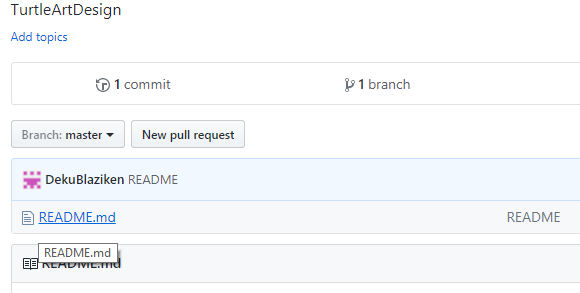 TurtleArtDesign
Add topics
1 commit 1 branch
Branch: master New pull request
DekuBlaziken README
README.md README
README.md
README.md